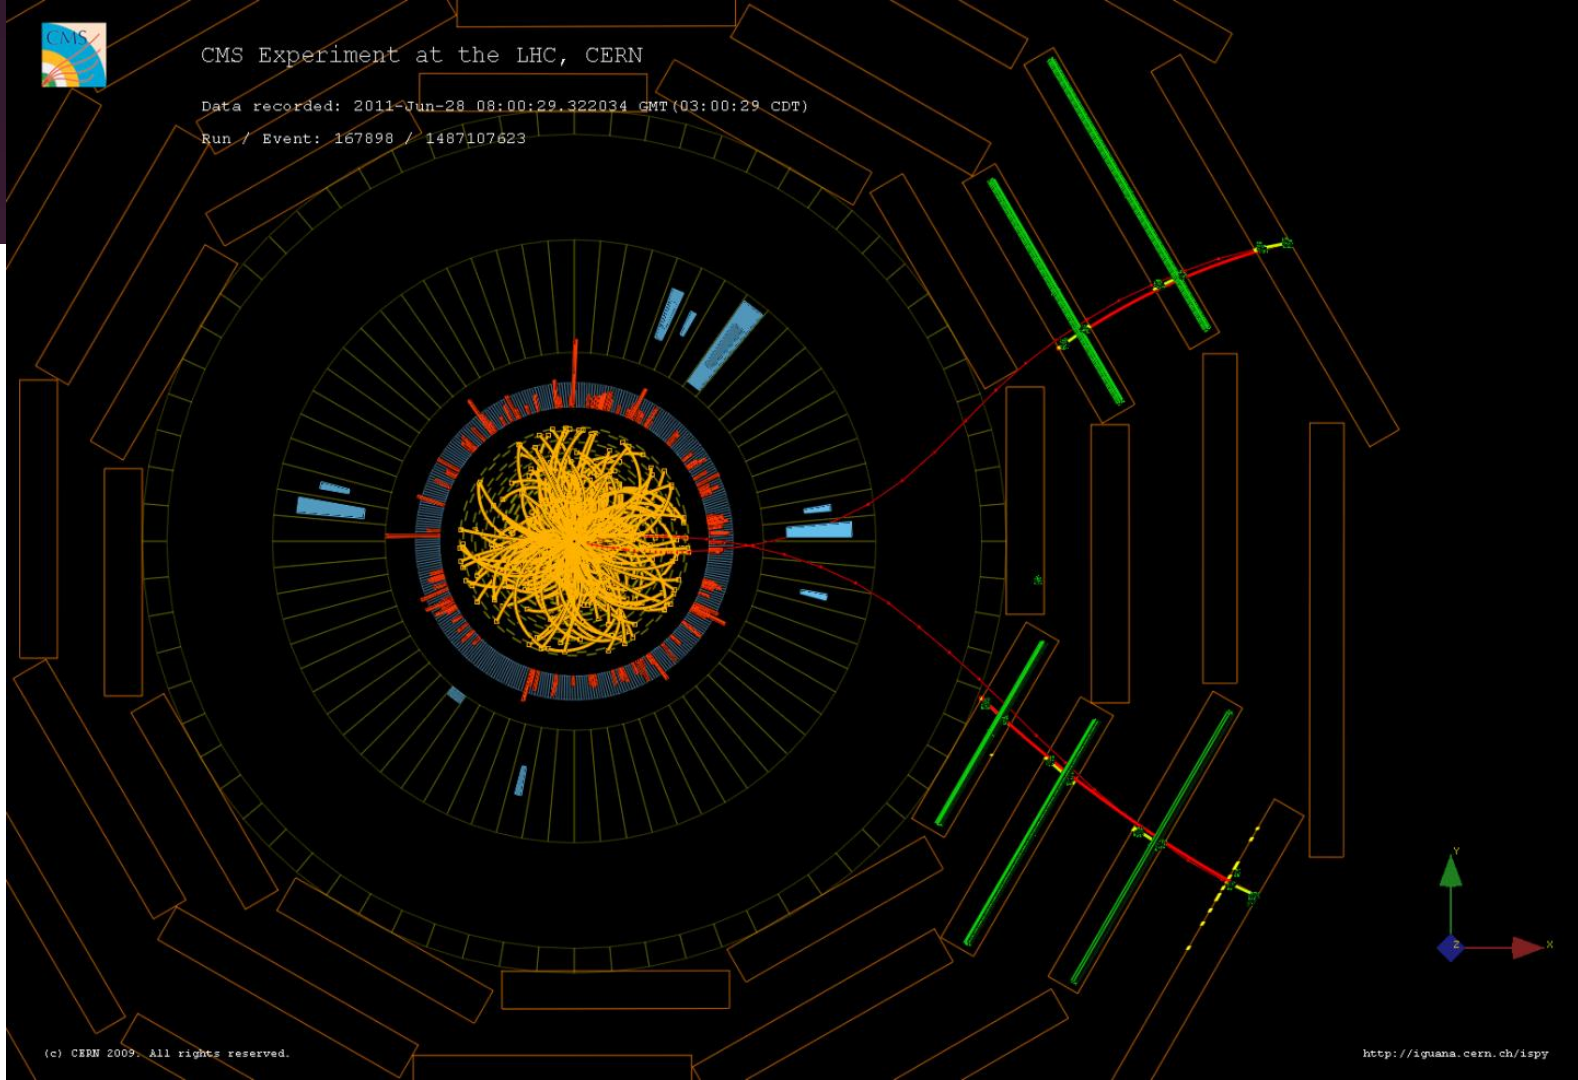 CMS
CMS Experiment at the LHC, CERN
Data recorded: 2011-Jun-28 08:00:29.322034 GMT(03:00:29 CDT)
Run / Event: 167898 / 1487107623
Y
Z
X
(c) CERN 2009. All rights reserved.
http://iguana.cern.ch/ispy